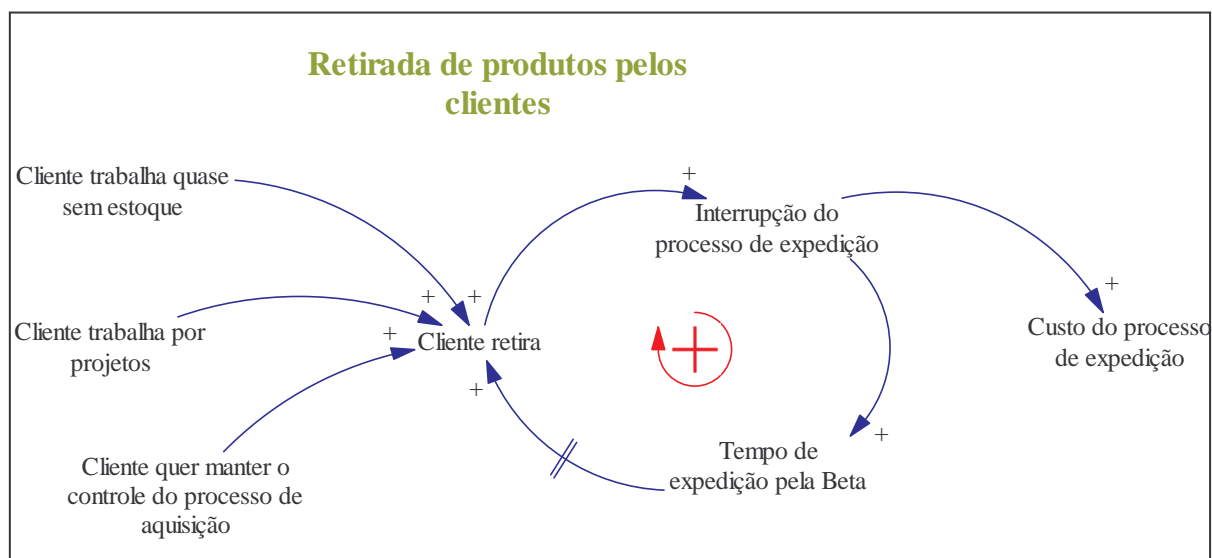 Retirada de produtos pelos
clientes
Cliente trabalha quase
sem estoque
+
Interrupção do
processo de expedição
+
+
+
Cliente trabalha por
projetos
+
Cliente retira
+
Custo do processo
de expedição
+
Tempo de
expedição pela Beta
+
Cliente quer manter o
controle do processo de
aquisição